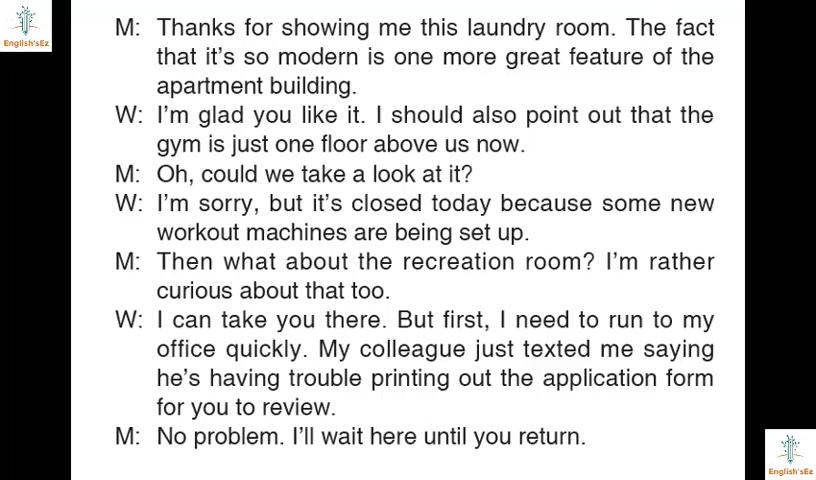 English'sEz
M: Thanks for showing me this laundry room. The fact
that it's so modern is one more great feature of the
apartment building.
W: I'm glad you like it. I should also point out that the
gym is just one floor above us now.
M: Oh, could we take a look at it?
W: I'm sorry, but it's closed today because some new
workout machines are being set up.
M: Then what about the recreation room? I'm rather
curious about that too.
W: I can take you there. But first, I need to run to my
office quickly. My colleague just texted me saying
he's having trouble printing out the application form
for you to review.
M: No problem. I'll wait here until you return.
English'sEz